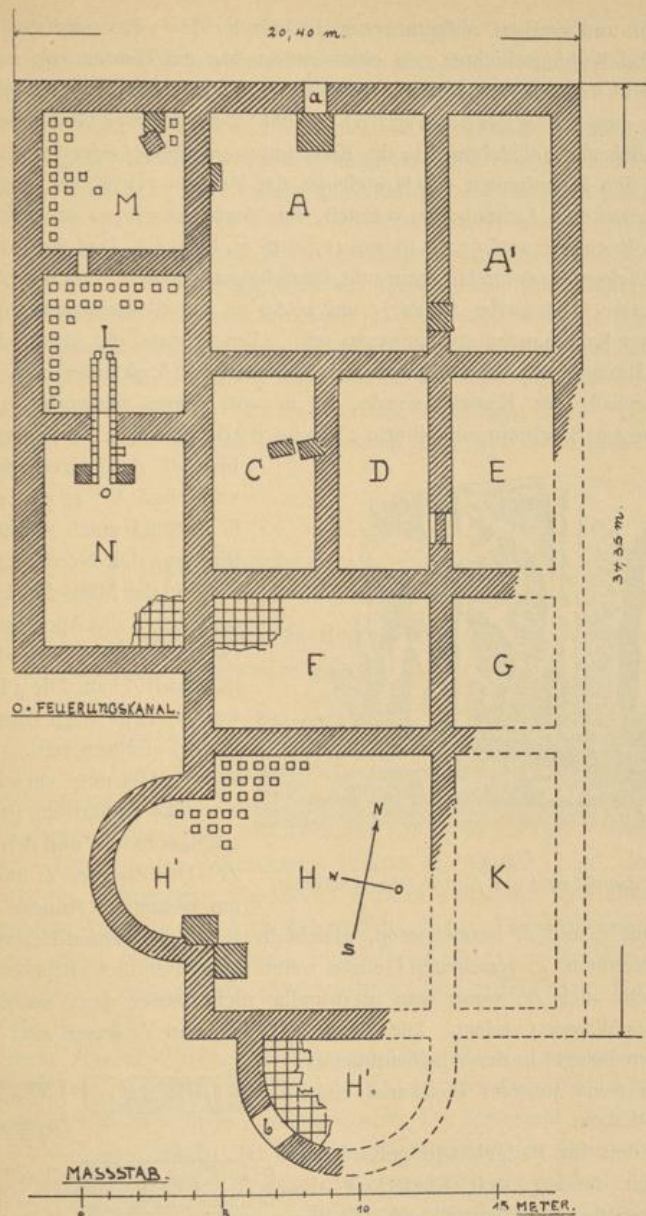 20,40 m.
a
M A A'
37,35 m.
L
C D E
O
N
F G
O = FEUERUNGSKANAL.
N
H' H W O K
S
H'
b
MASSSTAB.
0 5 10 15 METER.